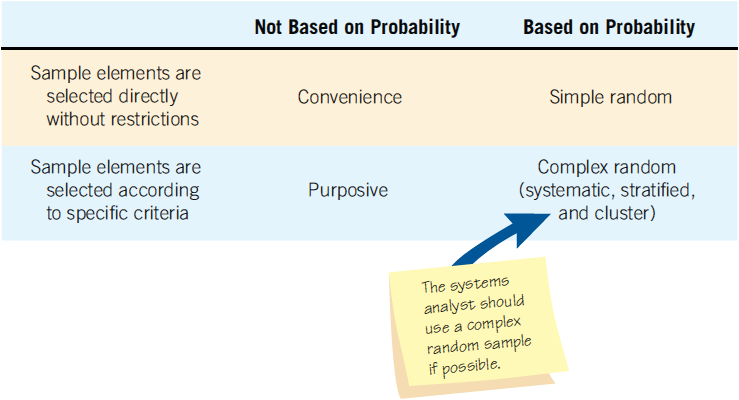 Not Based on Probability Based on Probability
Sample elements are
selected directly
without restrictions
Convenience Simple random
Sample elements are
selected according
to specific criteria
Purposive
Complex random
(systematic, stratified,
and cluster)
The systems
analyst should
use a complex
random sample
if possible.